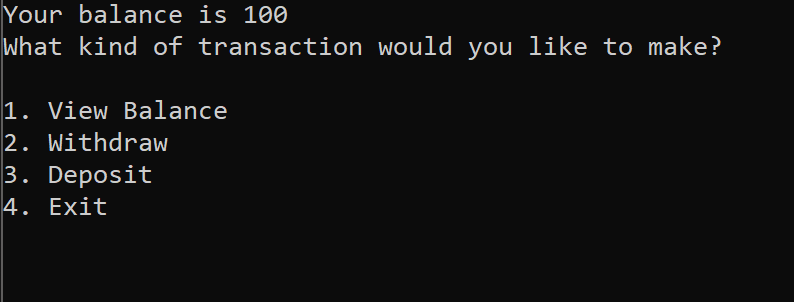 Your balance is 100
What kind of transaction would you like to make?
1. View Balance
2. Withdraw
3. Deposit
4. Exit